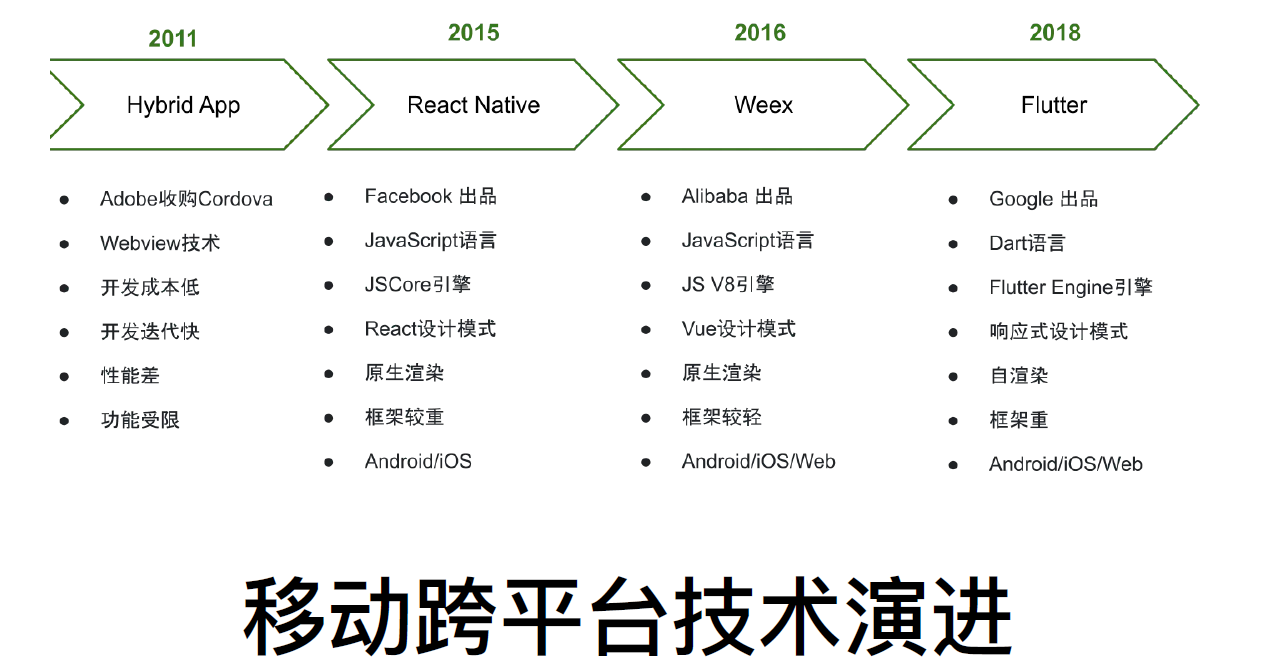 2011
Hybrid App
Adobe收购Cordova
Webview技术
开发成本低
开发迭代快
性能差
功能受限
2015
React Native
Facebook 出品
JavaScript语言
JSCore引擎
React设计模式
原生渲染
框架较重
Android/iOS
2016
Weex
Alibaba 出品
JavaScript语言
JS V8引擎
Vue设计模式
原生渲染
框架较轻
Android/iOS/Web
2018
Flutter
Google 出品
Dart语言
Flutter Engine引擎
响应式设计模式
自渲染
框架重
Android/iOS/Web
移动跨平台技术演进